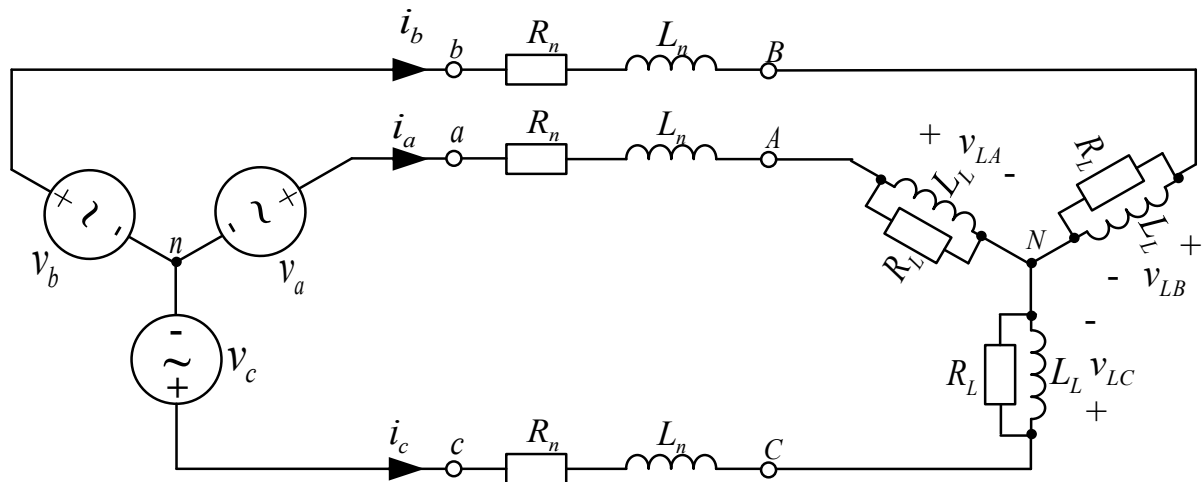 i_b b R_n L_n B
i_a a R_n L_n A
+ v_LA -
L_L
R_L
R_L
L_L +
- v_LB
+ ~ -
v_b
- ~ +
v_a
n
N
-
~
+
v_c
R_L L_L
-
v_LC
+
i_c c R_n L_n C